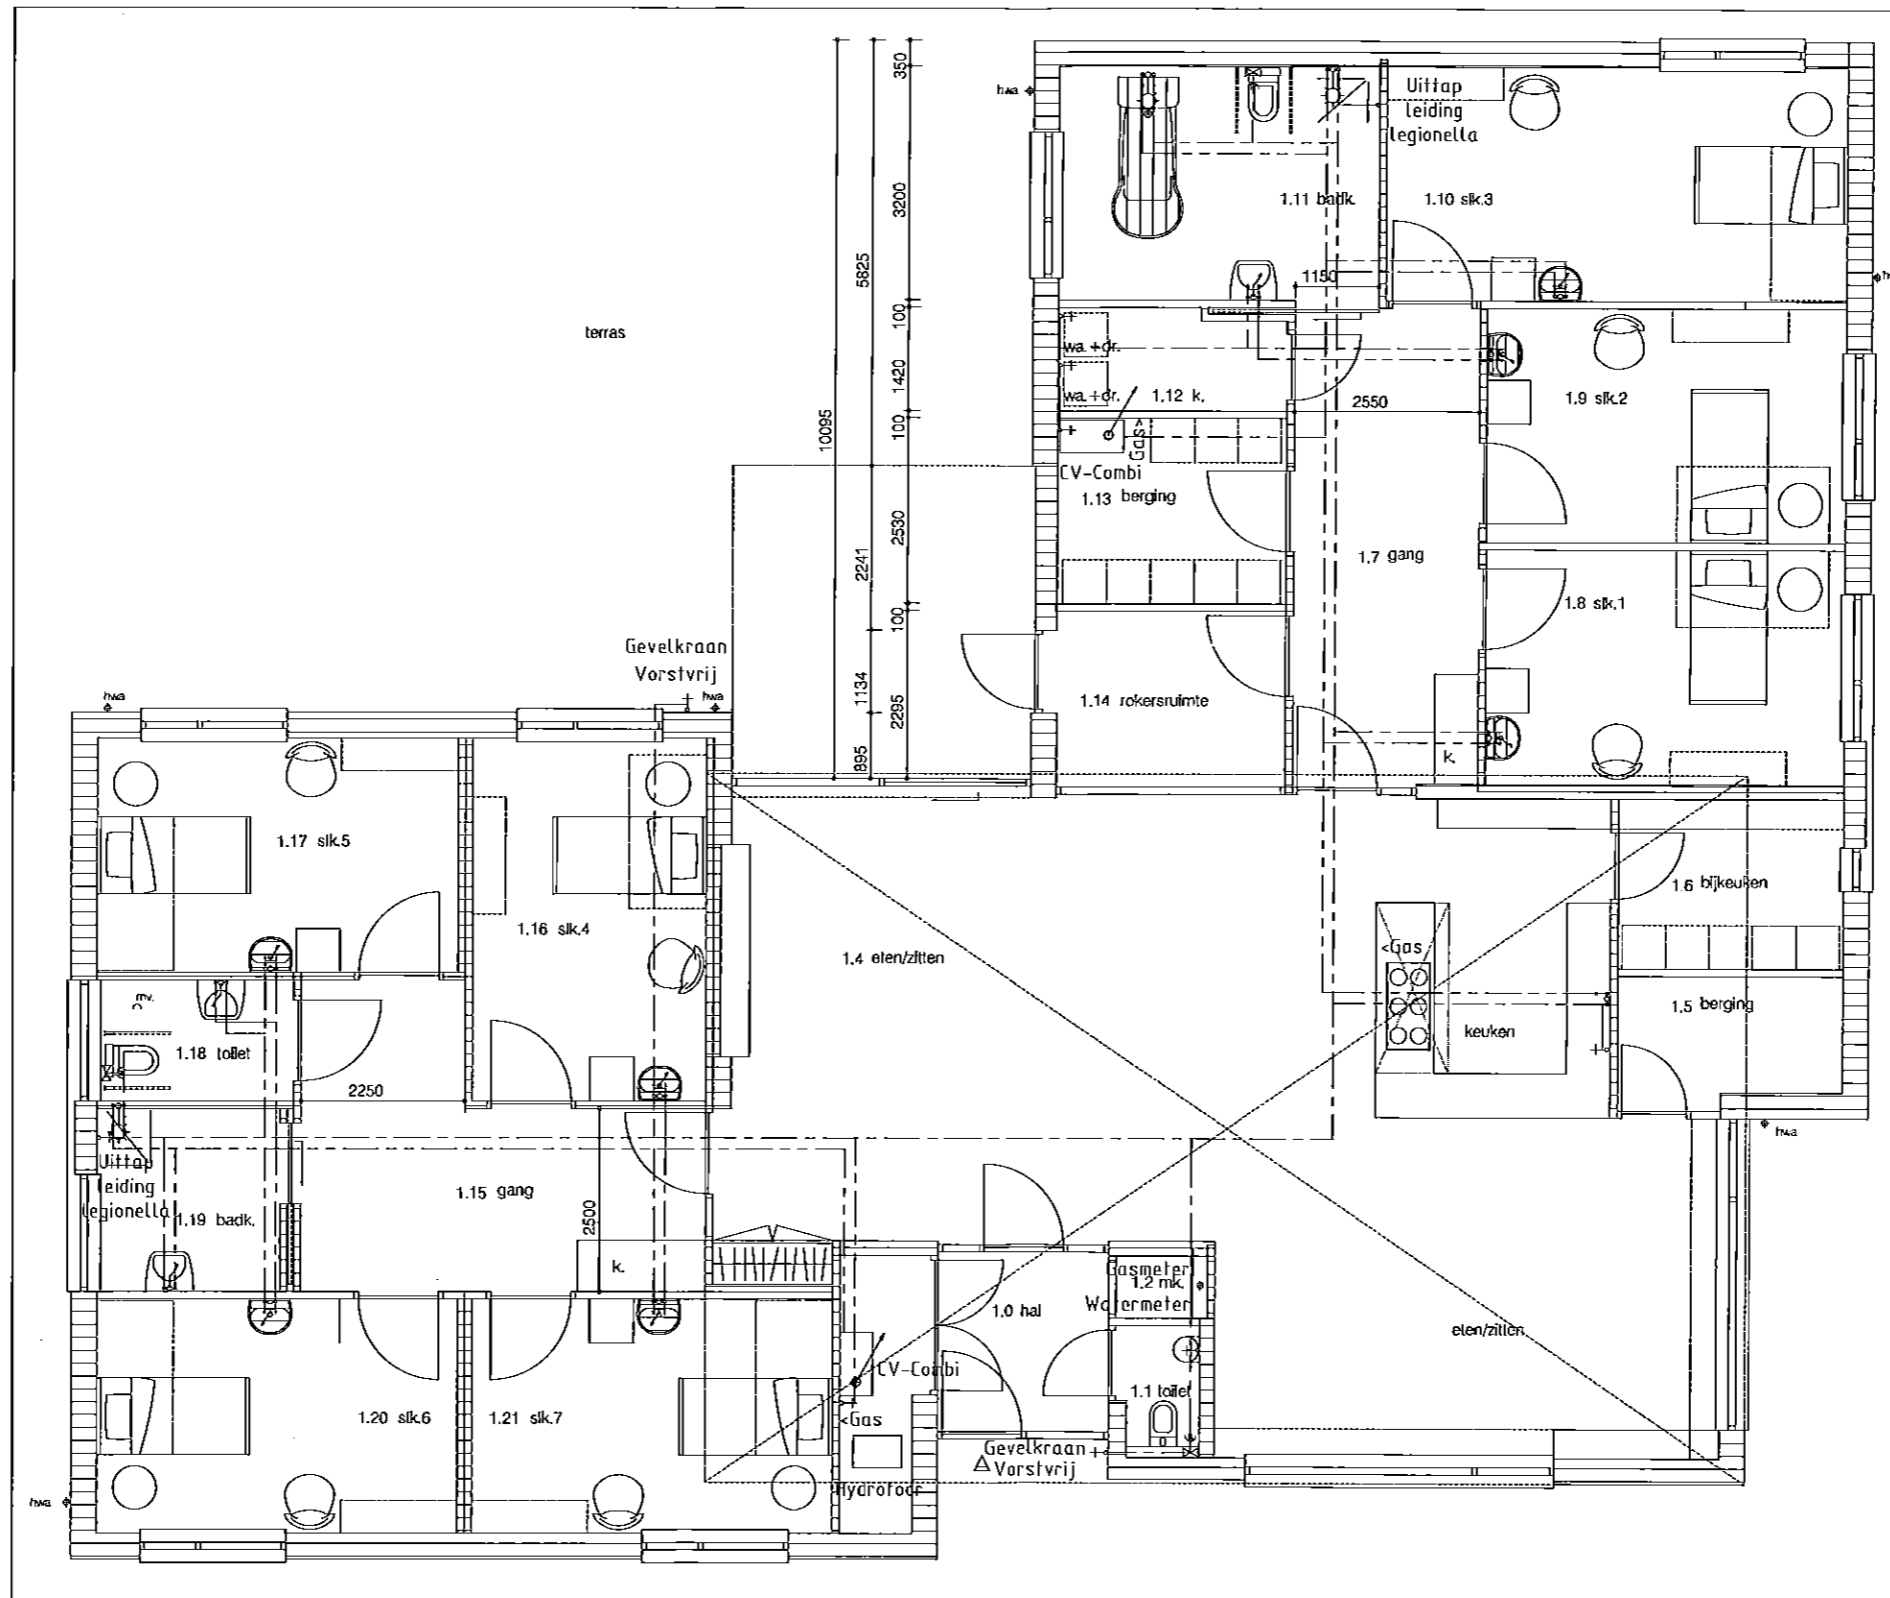 350
hwa
Uittap
leiding
legionella
3200
1.11 badk.
1.10 slk.3
5825
1150
terras
100
wa.+dr.
1420
wa.+dr.
1.12 k.
2550
1.9 slk.2
10095
100
Gas>
CV-Combi
1.13 berging
2530
2241
1.7 gang
100
1.8 slk.1
Gevelkraan
Vorstvrij
hwa
hwa
1134
2295
1.14 rokersruimte
895
k.
1.17 slk.5
1.16 slk.4
1.6 bijkeuken
1.4 eten/zitten
<Gas
mv.
1.5 berging
keuken
1.18 toilet
2250
hwa
Uittap
leiding
legionella
1.15 gang
1.19 badk.
2500
k.
Gasmeter
1.2 mk.
Watermeter
1.0 hal
eten/zitten
CV-Combi
1.1 toilet
1.20 slk.6
1.21 slk.7
<Gas
Gevelkraan
Vorstvrij
Hydrofoor
hwa